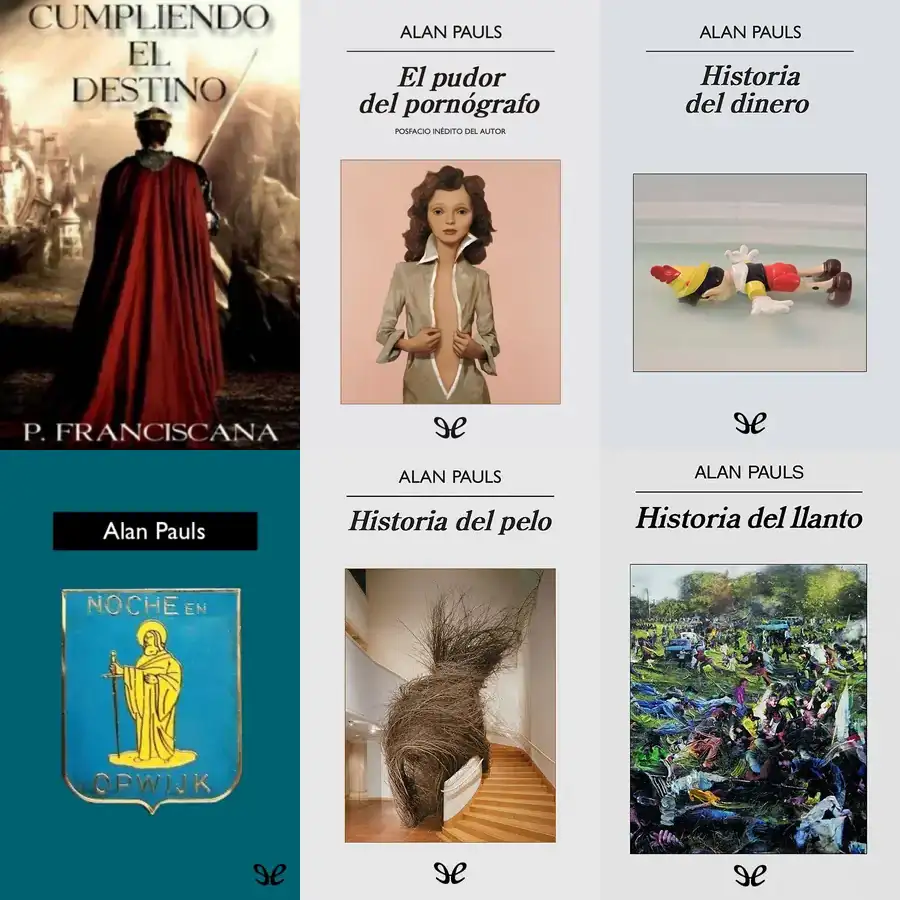 CUMPLIENDO
EL
DESTINO
P. FRANCISCANA
ALAN PAULS
El pudor
del pornógrafo
POSFACIO INÉDITO DEL AUTOR
ALAN PAULS
Historia
del dinero
Alan Pauls
NOCHE EN
OPWIJK
ALAN PAULS
Historia del pelo
ALAN PAULS
Historia del llanto